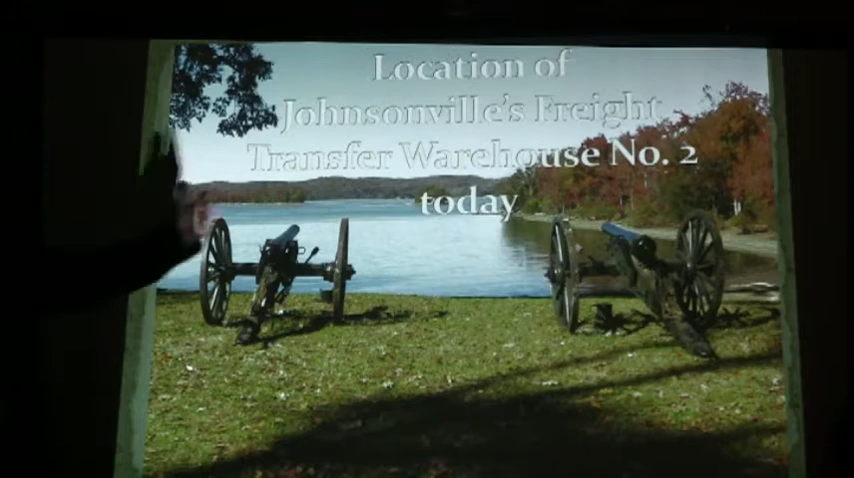 Location of
Johnsonville's Freight
Transfer Warehouse No. 2
today